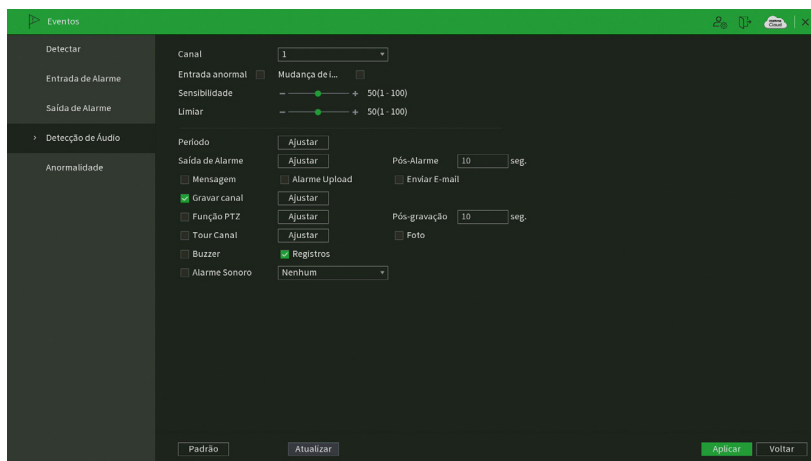 Eventos
Detectar
Entrada de Alarme
Saída de Alarme
Detecção de Áudio
Anormalidade
Canal 1
Entrada anormal Mudança de i...
Sensibilidade - + 50(1 - 100)
Limiar - + 50(1 - 100)
Período Ajustar
Saída de Alarme Ajustar Pós-Alarme 10 seg.
Mensagem Alarme Upload Enviar E-mail
Gravar canal Ajustar
Função PTZ Ajustar Pós-gravação 10 seg.
Tour Canal Ajustar Foto
Buzzer Registros
Alarme Sonoro Nenhum
Padrão Atualizar Aplicar Voltar